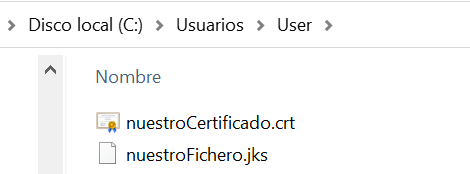 Disco local (C:) > Usuarios > User >
Nombre
nuestroCertificado.crt
nuestroFichero.jks